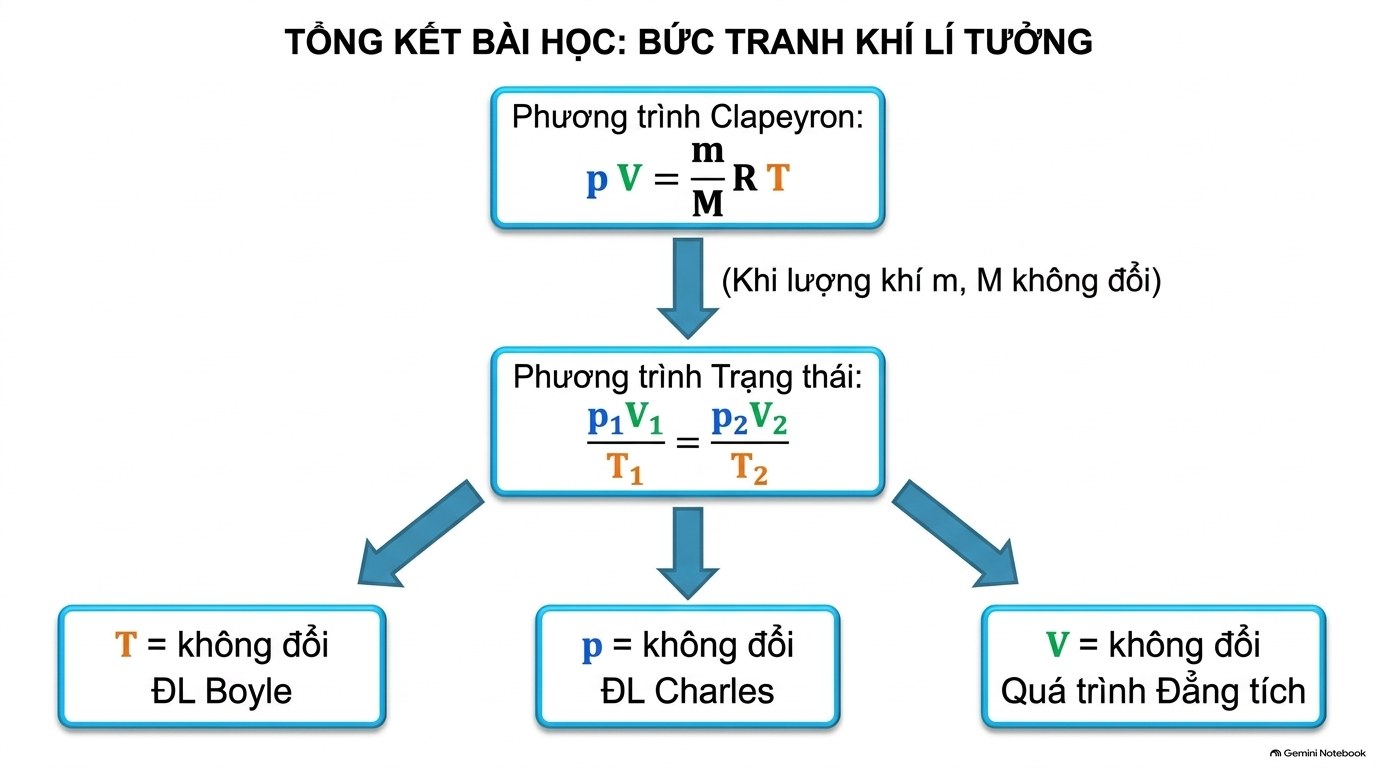 TỔNG KẾT BÀI HỌC: BỨC TRANH KHÍ LÍ TƯỞNG
Phương trình Clapeyron:
p V = m/M R T
(Khi lượng khí m, M không đổi)
Phương trình Trạng thái:
p₁V₁/T₁ = p₂V₂/T₂
T = không đổi
ĐL Boyle
p = không đổi
ĐL Charles
V = không đổi
Quá trình Đẳng tích
Gemini Notebook